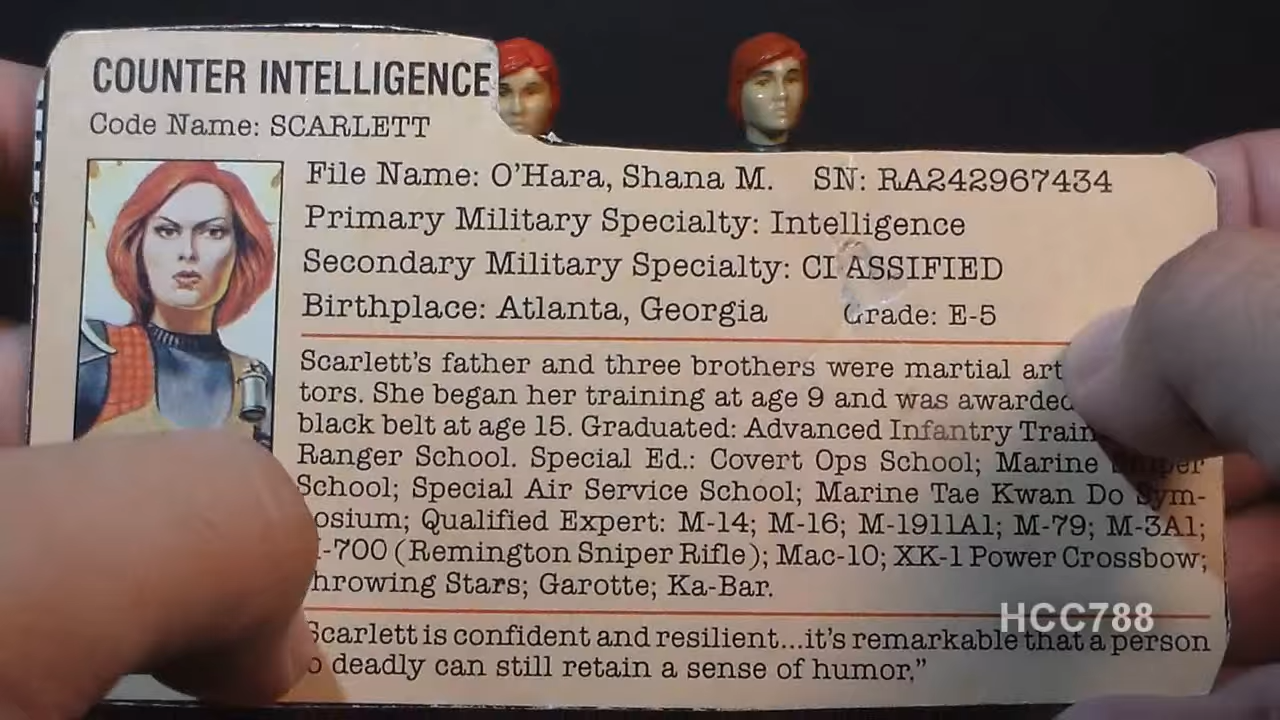 COUNTER INTELLIGENCE
Code Name: SCARLETT
File Name: O'Hara, Shana M. SN: RA242967434
Primary Military Specialty: Intelligence
Secondary Military Specialty: CLASSIFIED
Birthplace: Atlanta, Georgia Grade: E-5
Scarlett's father and three brothers were martial art
tors. She began her training at age 9 and was awarded
black belt at age 15. Graduated: Advanced Infantry Train
Ranger School. Special Ed.: Covert Ops School; Marine Sniper
School; Special Air Service School; Marine Tae Kwan Do Sym-
posium; Qualified Expert: M-14; M-16; M-1911A1; M-79; M-3A1;
-700 (Remington Sniper Rifle); Mac-10; XK-1 Power Crossbow;
Throwing Stars; Garotte; Ka-Bar.
HCC788
Scarlett is confident and resilient...it's remarkable that a person
so deadly can still retain a sense of humor,"